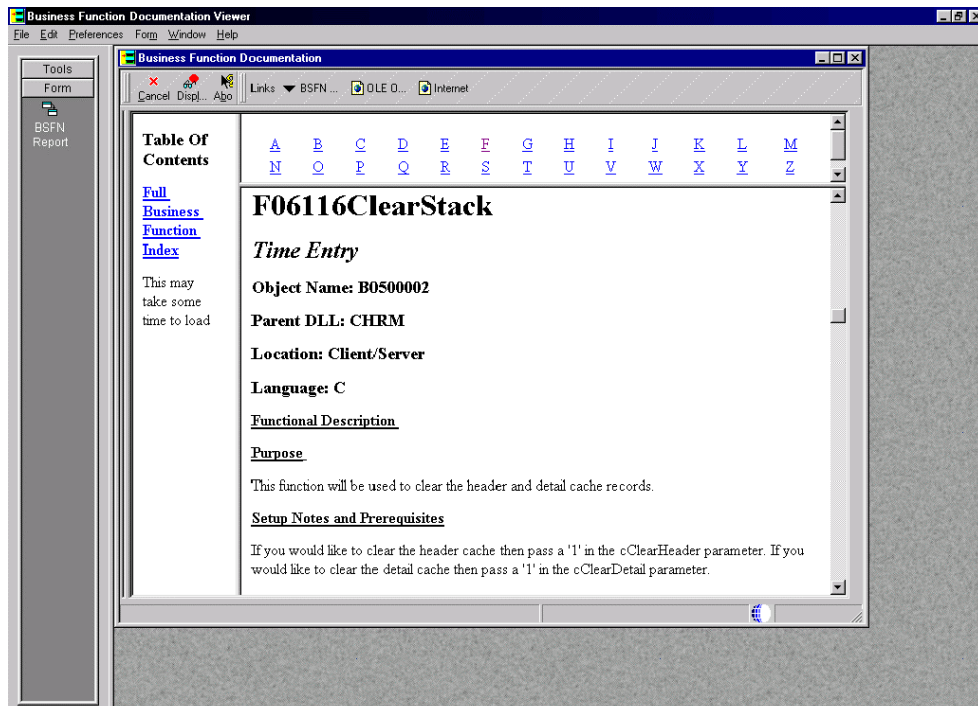 Business Function Documentation Viewer
File Edit Preferences Form Window Help
Tools
Form
BSFN
Report
Business Function Documentation
Cancel Displ... Abo
Links BSFN ... OLE O... Internet
Table Of
Contents
Full
Business
Function
Index
This may
take some
time to load
A B C D E F G H I J K L M
N O P Q R S T U V W X Y Z
F06116ClearStack
Time Entry
Object Name: B0500002
Parent DLL: CHRM
Location: Client/Server
Language: C
Functional Description
Purpose
This function will be used to clear the header and detail cache records.
Setup Notes and Prerequisites
If you would like to clear the header cache then pass a '1' in the cClearHeader parameter. If you
would like to clear the detail cache then pass a '1' in the cClearDetail parameter.